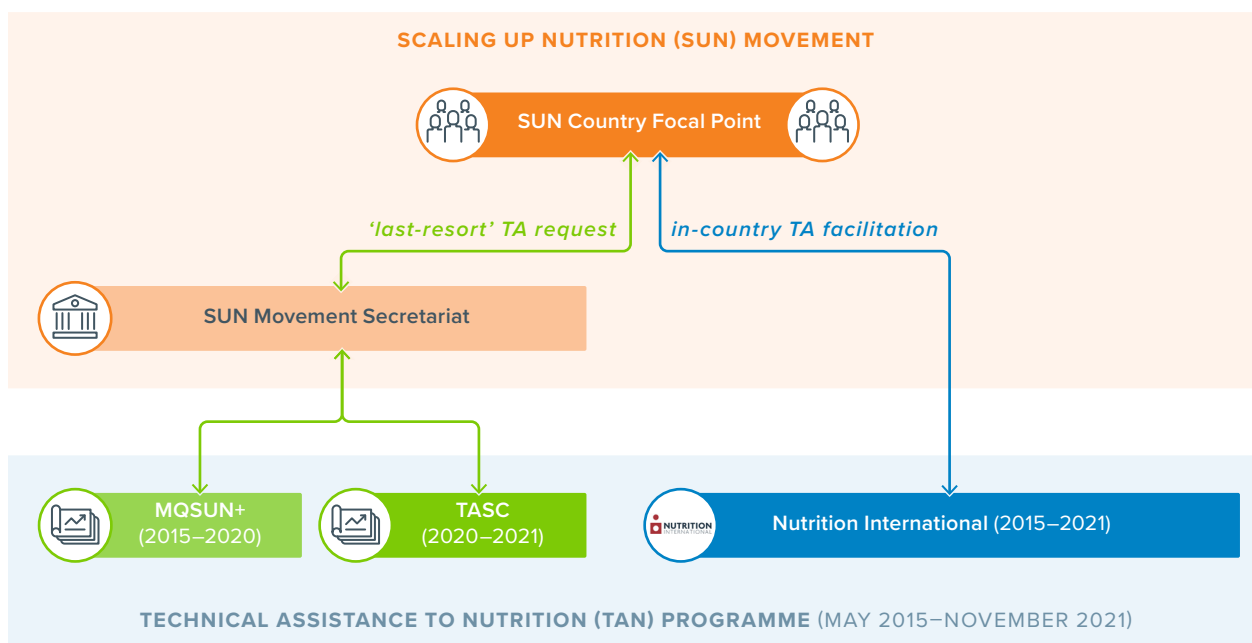 SCALING UP NUTRITION (SUN) MOVEMENT
SUN Country Focal Point
‘last-resort’ TA request
in-country TA facilitation
SUN Movement Secretariat
MQSUN+
(2015–2020)
TASC
(2020–2021)
NUTRITION
INTERNATIONAL
Nutrition International (2015–2021)
TECHNICAL ASSISTANCE TO NUTRITION (TAN) PROGRAMME (MAY 2015–NOVEMBER 2021)